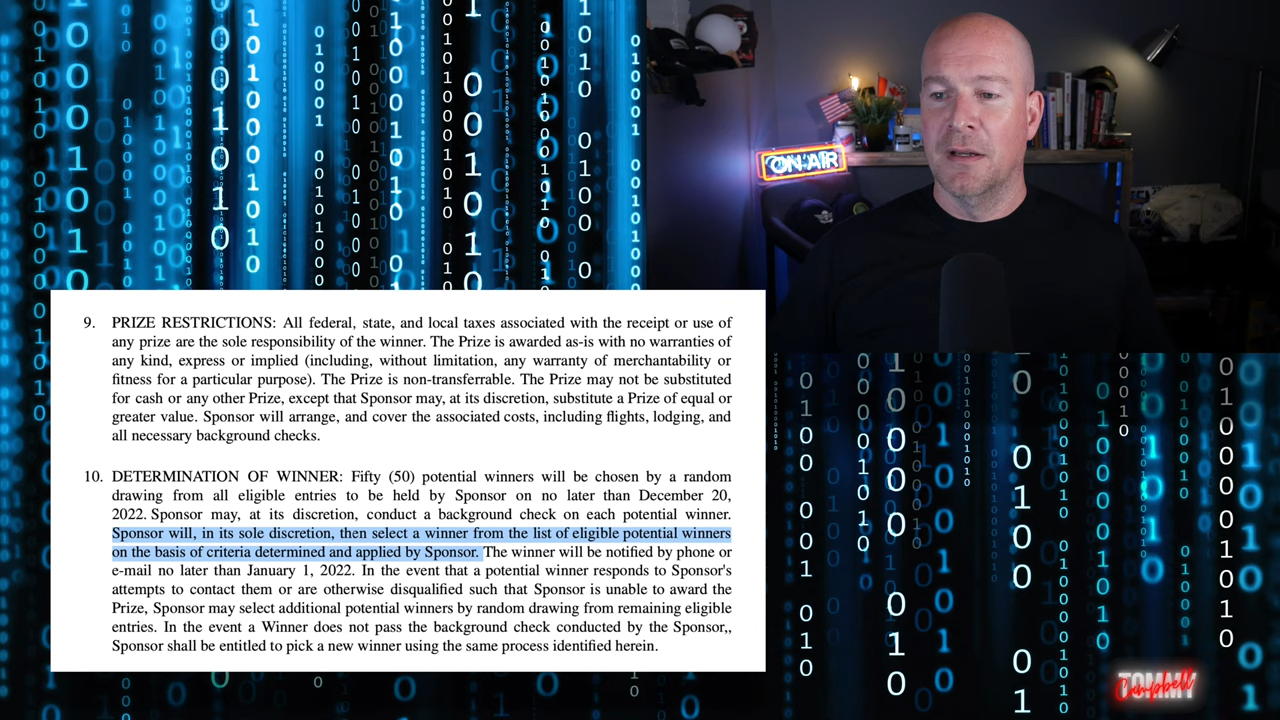 ON AIR
9. PRIZE RESTRICTIONS: All federal, state, and local taxes associated with the receipt or use of
any prize are the sole responsibility of the winner. The Prize is awarded as-is with no warranties of
any kind, express or implied (including, without limitation, any warranty of merchantability or
fitness for a particular purpose). The Prize is non-transferrable. The Prize may not be substituted
for cash or any other Prize, except that Sponsor may, at its discretion, substitute a Prize of equal or
greater value. Sponsor will arrange, and cover the associated costs, including flights, lodging, and
all necessary background checks.
10. DETERMINATION OF WINNER: Fifty (50) potential winners will be chosen by a random
drawing from all eligible entries to be held by Sponsor on no later than December 20,
2022. Sponsor may, at its discretion, conduct a background check on each potential winner.
Sponsor will, in its sole discretion, then select a winner from the list of eligible potential winners
on the basis of criteria determined and applied by Sponsor. The winner will be notified by phone or
e-mail no later than January 1, 2022. In the event that a potential winner responds to Sponsor's
attempts to contact them or are otherwise disqualified such that Sponsor is unable to award the
Prize, Sponsor may select additional potential winners by random drawing from remaining eligible
entries. In the event a Winner does not pass the background check conducted by the Sponsor,,
Sponsor shall be entitled to pick a new winner using the same process identified herein.
TOMMY
Campbell